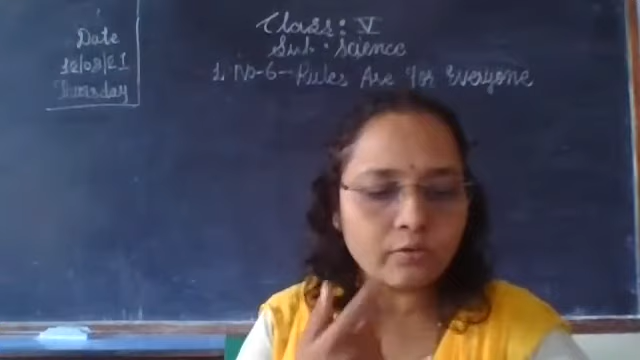 Date
12/08/21
Thursday
Class: V
Sub: Science
L No-6-Rules Are for Everyone